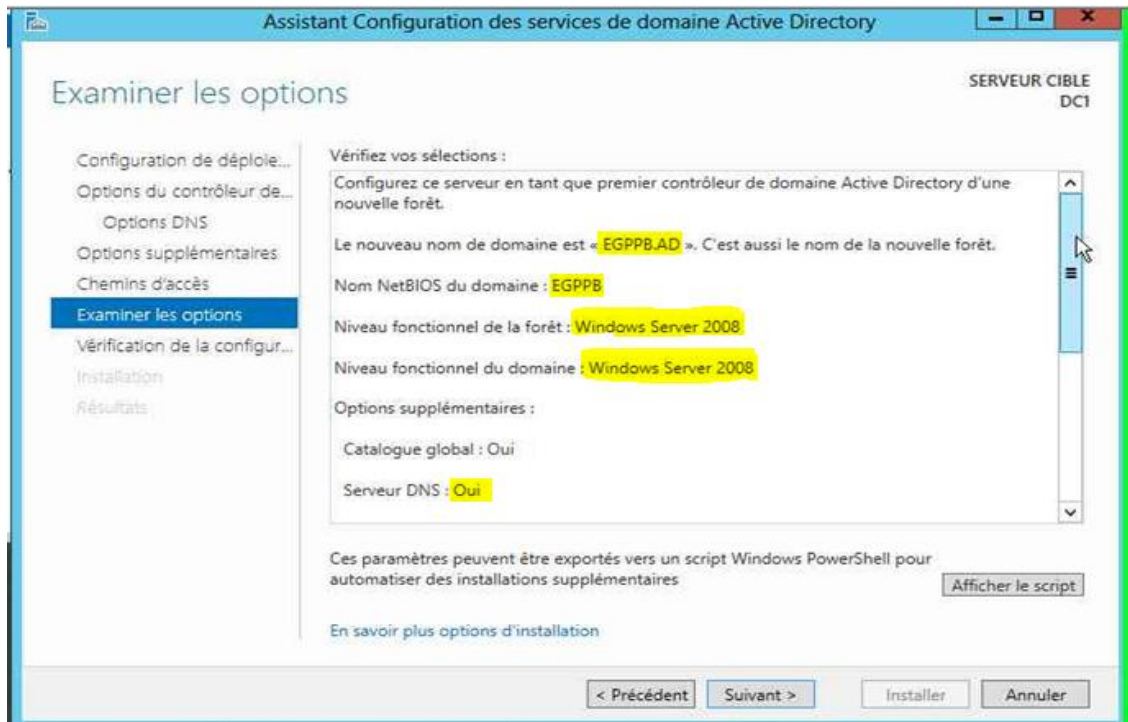 Assistant Configuration des services de domaine Active Directory
Examiner les options
SERVEUR CIBLE
DC1
Configuration de déploie...
Options du contrôleur de...
Options DNS
Options supplémentaires
Chemins d'accès
Examiner les options
Vérification de la configur...
Installation
Résultats
Vérifiez vos sélections :
Configurez ce serveur en tant que premier contrôleur de domaine Active Directory d'une
nouvelle forêt.
Le nouveau nom de domaine est « EGPPB.AD ». C'est aussi le nom de la nouvelle forêt.
Nom NetBIOS du domaine : EGPPB
Niveau fonctionnel de la forêt : Windows Server 2008
Niveau fonctionnel du domaine : Windows Server 2008
Options supplémentaires :
Catalogue global : Oui
Serveur DNS : Oui
Ces paramètres peuvent être exportés vers un script Windows PowerShell pour
automatiser des installations supplémentaires
Afficher le script
En savoir plus options d'installation
< Précédent
Suivant >
Installer
Annuler